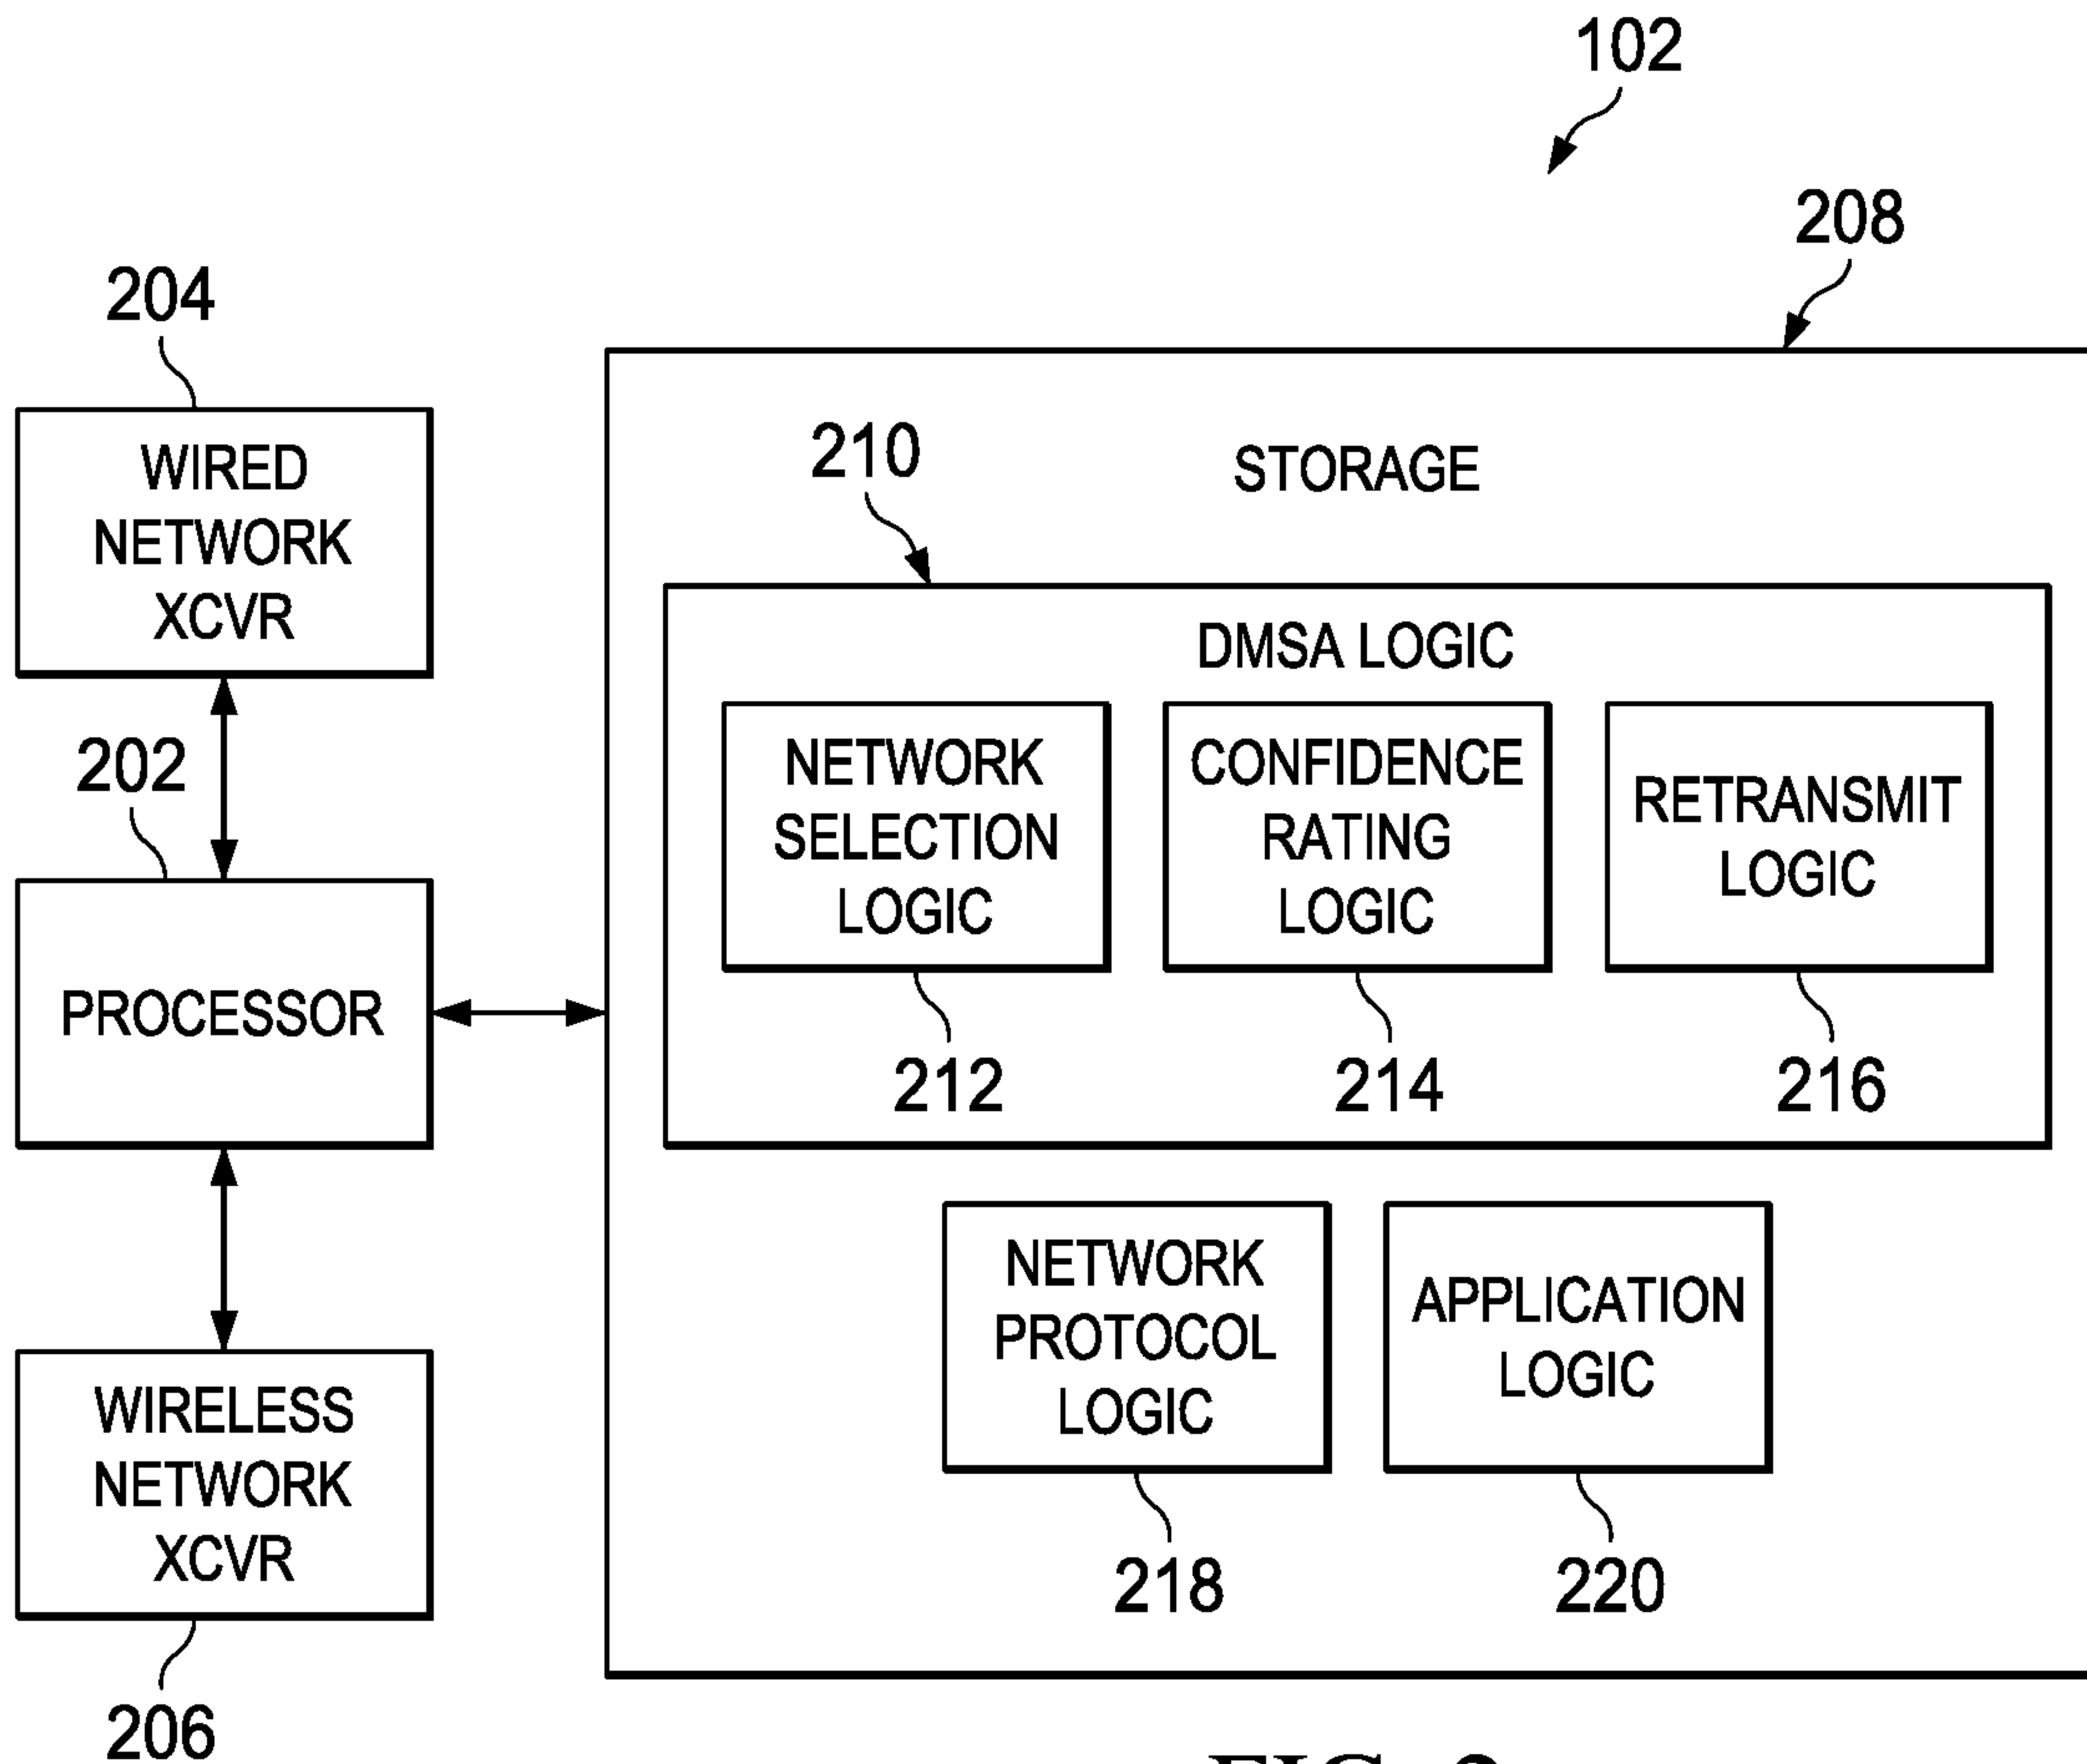 102
208
204
WIRED
NETWORK
XCVR
210
STORAGE
DMSA LOGIC
202
NETWORK
SELECTION
LOGIC
CONFIDENCE
RATING
LOGIC
RETRANSMIT
LOGIC
PROCESSOR
212
214
216
NETWORK
PROTOCOL
LOGIC
APPLICATION
LOGIC
WIRELESS
NETWORK
XCVR
218
220
206